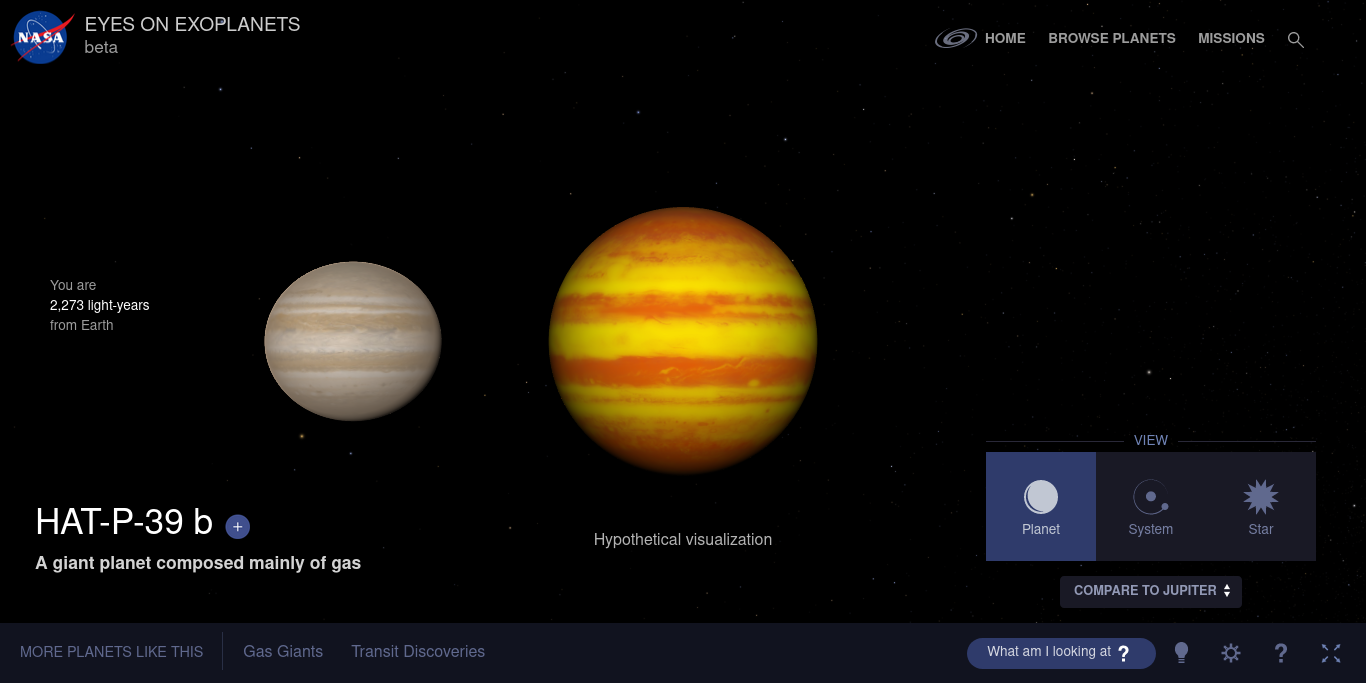 NASA
EYES ON EXOPLANETS
beta
HOME
BROWSE PLANETS
MISSIONS
You are
2,273 light-years
from Earth
HAT-P-39 b +
A giant planet composed mainly of gas
Hypothetical visualization
VIEW
Planet
System
Star
COMPARE TO JUPITER
MORE PLANETS LIKE THIS
Gas Giants
Transit Discoveries
What am I looking at ?
?